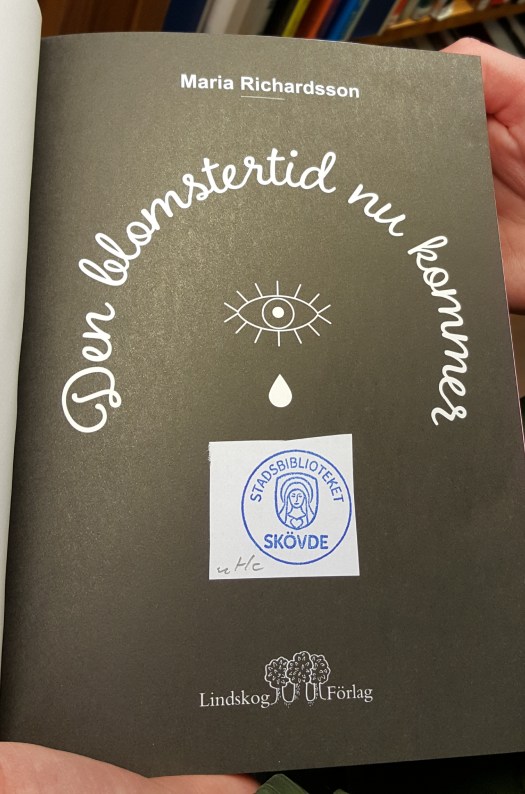 Maria Richardsson
Den blomstertid nu kommer
STADSBIBLIOTEKET
SKÖVDE
Lindskog Förlag